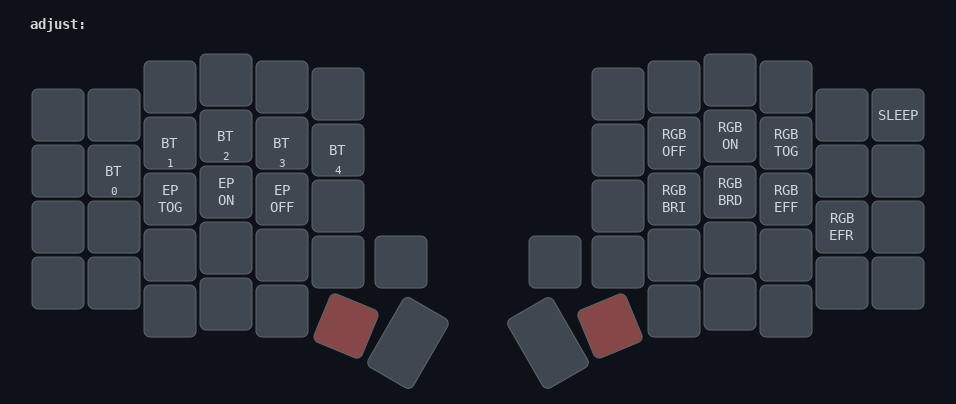 adjust:
SLEEP
BT
0
BT
1
BT
2
BT
3
BT
4
RGB
OFF
RGB
ON
RGB
TOG
EP
TOG
EP
ON
EP
OFF
RGB
BRI
RGB
BRD
RGB
EFF
RGB
EFR